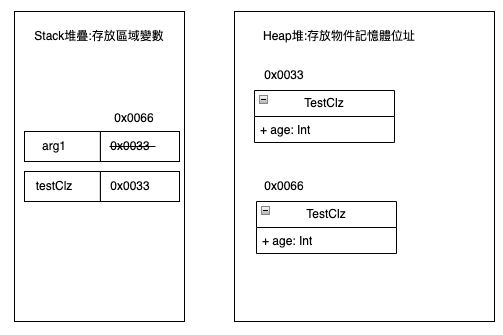 Stack堆疊:存放區域變數
0x0066
arg1 0x0033
testClz 0x0033
Heap堆:存放物件記憶體位址
0x0033
TestClz
+ age: Int
0x0066
TestClz
+ age: Int